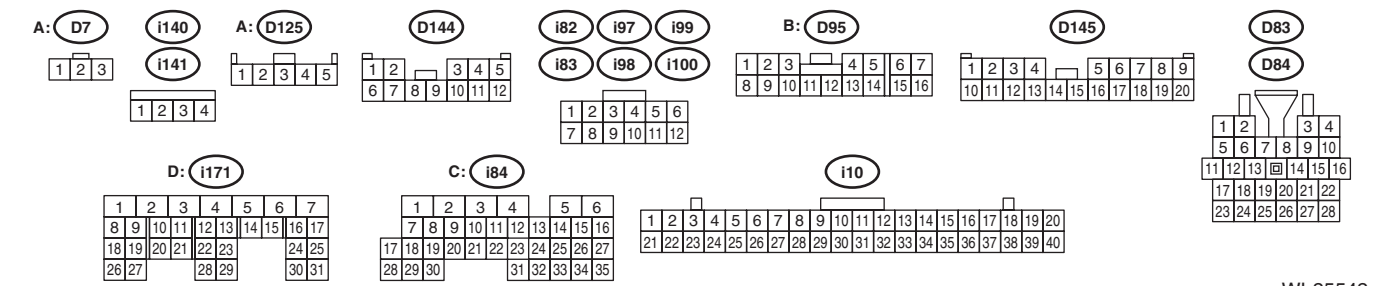 A: D7 i140 A: D125 D144 i82 i97 i99 B: D95 D145 D83
i141 i83 i98 i100 D84
1 2 3
1 2 3 4
1 2 3 4 5
1 2 3 4 5
6 7 8 9 10 11 12
1 2 3 4 5 6
7 8 9 10 11 12
1 2 3 4 5 6 7
8 9 10 11 12 13 14 15 16
1 2 3 4 5 6 7 8 9
10 11 12 13 14 15 16 17 18 19 20
1 2 3 4
5 6 7 8 9 10
11 12 13 14 15 16
17 18 19 20 21 22
23 24 25 26 27 28
D: i171 C: i84 i10
1 2 3 4 5 6 7
8 9 10 11 12 13 14 15 16 17
18 19 20 21 22 23 24 25
26 27 28 29 30 31
1 2 3 4 5 6
7 8 9 10 11 12 13 14 15 16
17 18 19 20 21 22 23 24 25 26 27
28 29 30 31 32 33 34 35
1 2 3 4 5 6 7 8 9 10 11 12 13 14 15 16 17 18 19 20
21 22 23 24 25 26 27 28 29 30 31 32 33 34 35 36 37 38 39 40